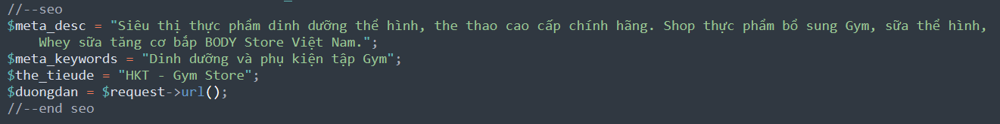 //--seo
$meta_desc = "Siêu thị thực phẩm dinh dưỡng thể hình, the thao cao cấp chính hãng. Shop thực phẩm bổ sung Gym, sữa thể hình,
Whey sữa tăng cơ bắp BODY Store Việt Nam.";
$meta_keywords = "Dinh dưỡng và phụ kiện tập Gym";
$the_tieude = "HKT - Gym Store";
$duongdan = $request->url();
//--end seo